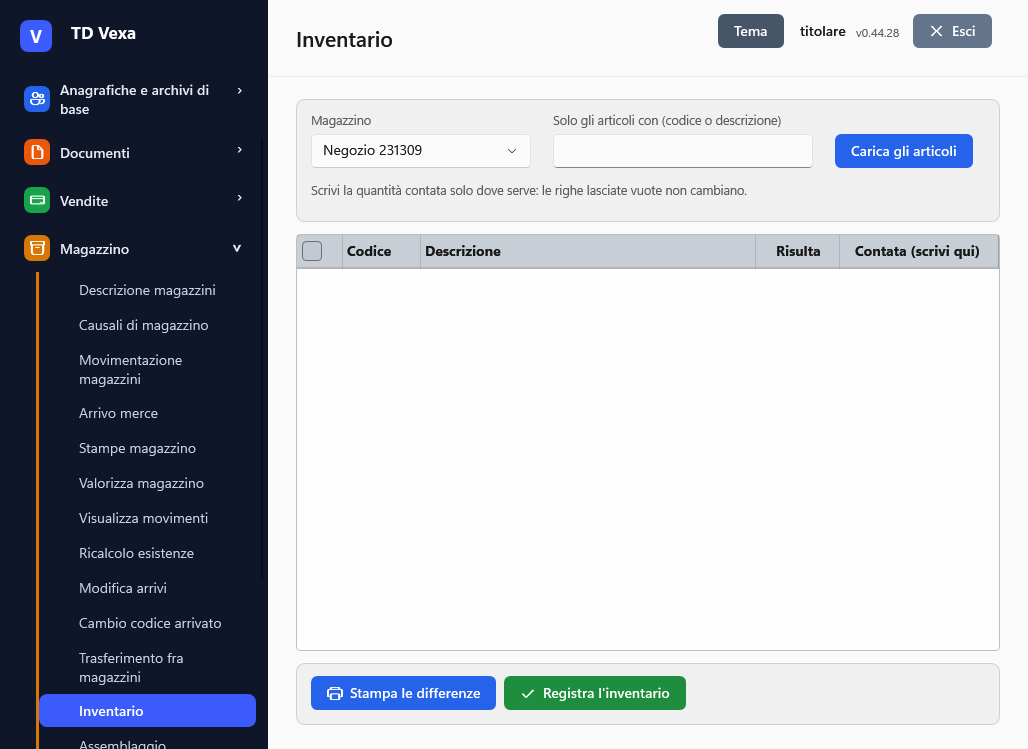 V
TD Vexa
Anagrafiche e archivi di
base
Documenti
Vendite
Magazzino
Descrizione magazzini
Causali di magazzino
Movimentazione
magazzini
Arrivo merce
Stampe magazzino
Valorizza magazzino
Visualizza movimenti
Ricalcolo esistenze
Modifica arrivi
Cambio codice arrivato
Trasferimento fra
magazzini
Inventario
Assemblaggio
Inventario
Tema
titolare v0.44.28
Esci
Magazzino
Solo gli articoli con (codice o descrizione)
Negozio 231309
Carica gli articoli
Scrivi la quantità contata solo dove serve: le righe lasciate vuote non cambiano.
Codice Descrizione Risulta Contata (scrivi qui)
Stampa le differenze
Registra l'inventario